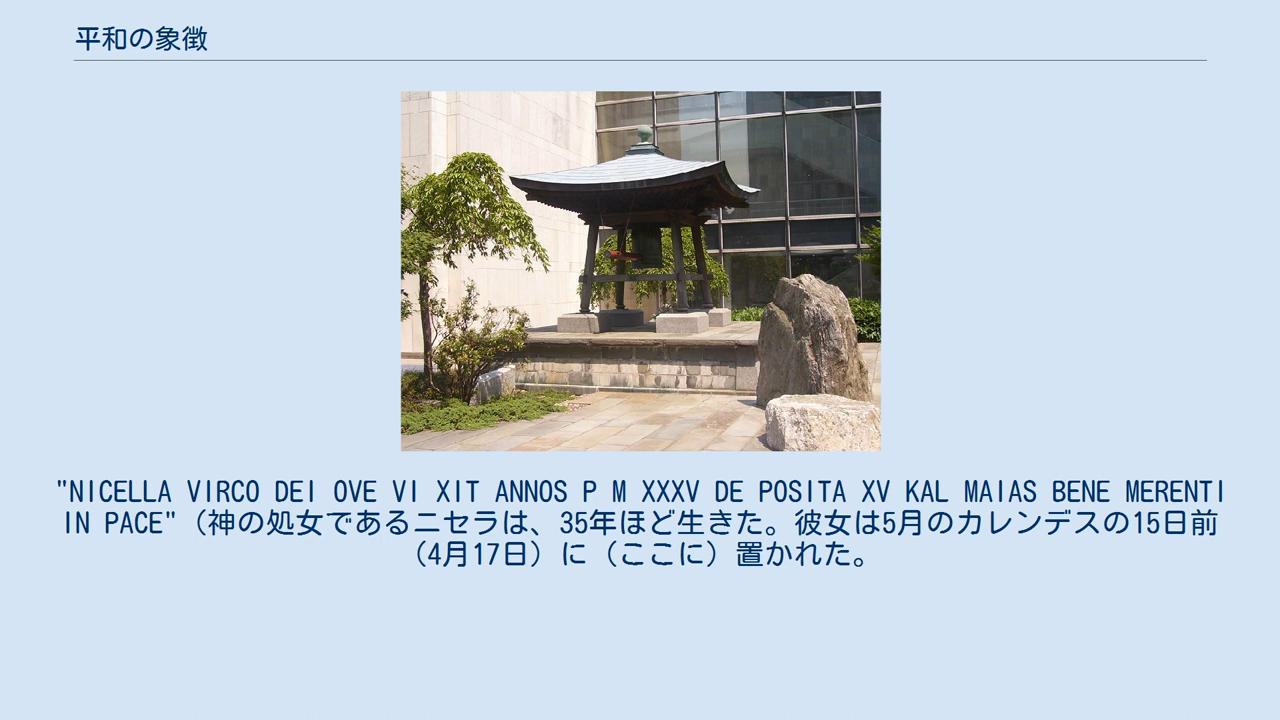 平和の象徴
"NICELLA VIRCO DEI OVE VI XIT ANNOS P M XXXV DE POSITA XV KAL MAIAS BENE MERENTI
IN PACE"（神の処女であるニセラは、35年ほど生きた。彼女は5月のカレンデスの15日前
（4月17日）に（ここに）置かれた。